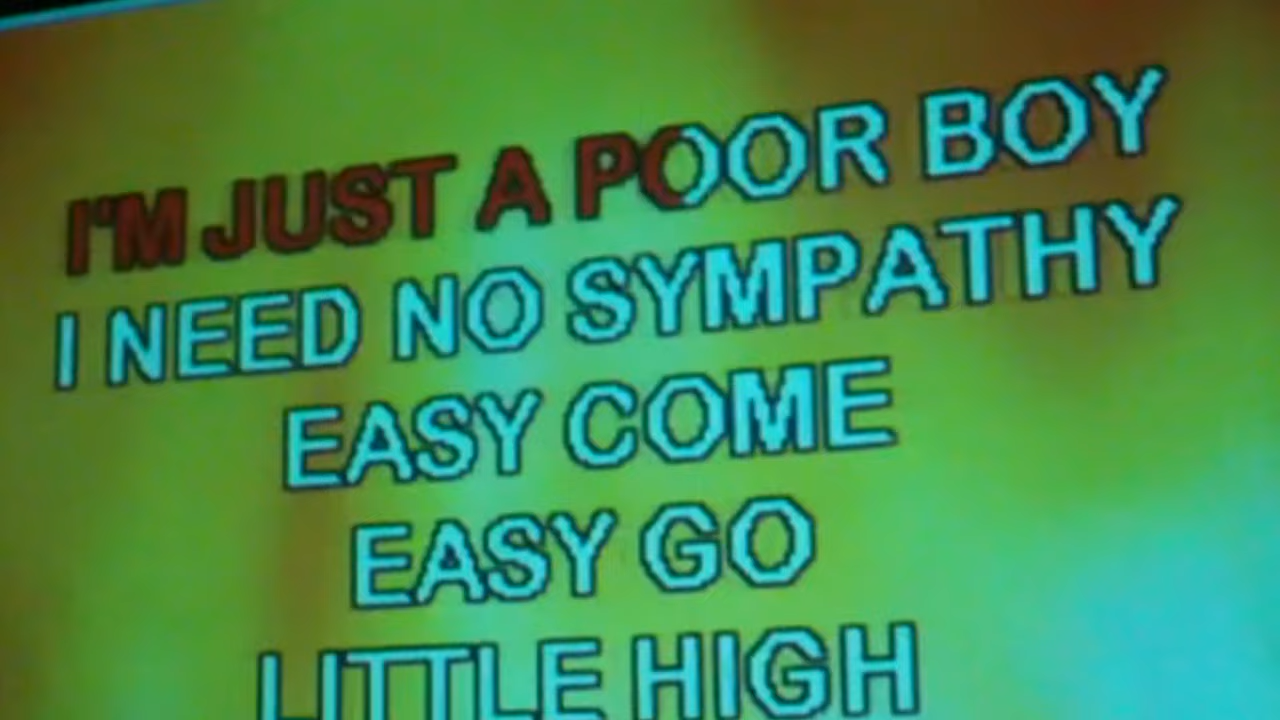 I'M JUST A POOR BOY
I NEED NO SYMPATHY
EASY COME
EASY GO
LITTLE HIGH